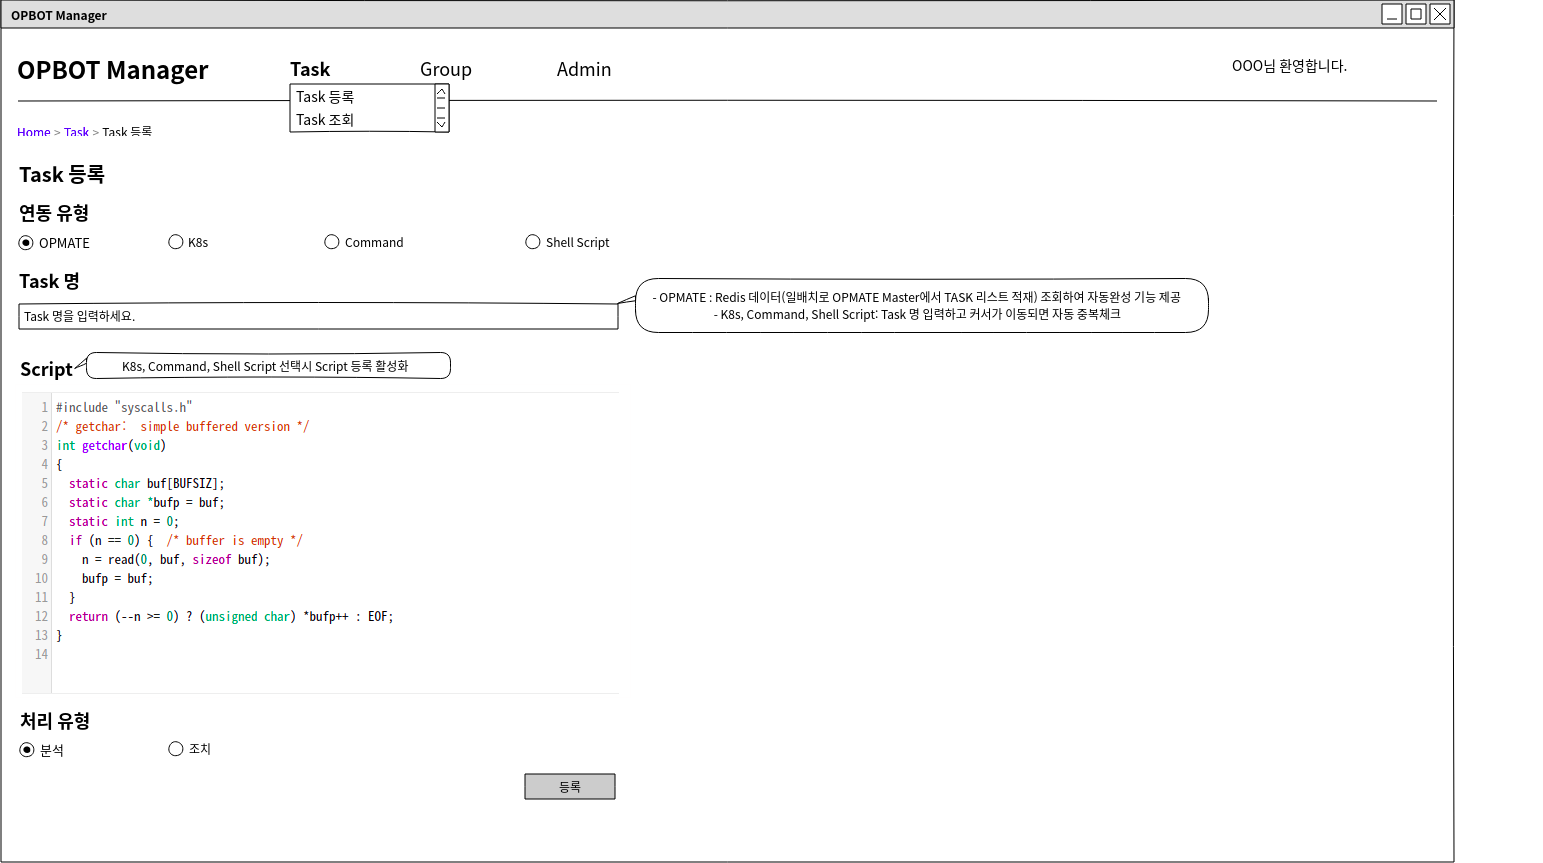 OPBOT Manager
OPBOT Manager
Task
Group
Admin
OOO님 환영합니다.
Task 등록
Task 조회
Home > Task > Task 등록
Task 등록
연동 유형
OPMATE
K8s
Command
Shell Script
Task 명
Task 명을 입력하세요.
- OPMATE : Redis 데이터(일배치로 OPMATE Master에서 TASK 리스트 적재) 조회하여 자동완성 기능 제공
- K8s, Command, Shell Script: Task 명 입력하고 커서가 이동되면 자동 중복체크
Script
K8s, Command, Shell Script 선택시 Script 등록 활성화
1 #include "syscalls.h"
2 /* getchar:  simple buffered version */
3 int getchar(void)
4 {
5   static char buf[BUFSIZ];
6   static char *bufp = buf;
7   static int n = 0;
8   if (n == 0) {  /* buffer is empty */
9     n = read(0, buf, sizeof buf);
10     bufp = buf;
11   }
12   return (--n >= 0) ? (unsigned char) *bufp++ : EOF;
13 }
14
처리 유형
분석
조치
등록